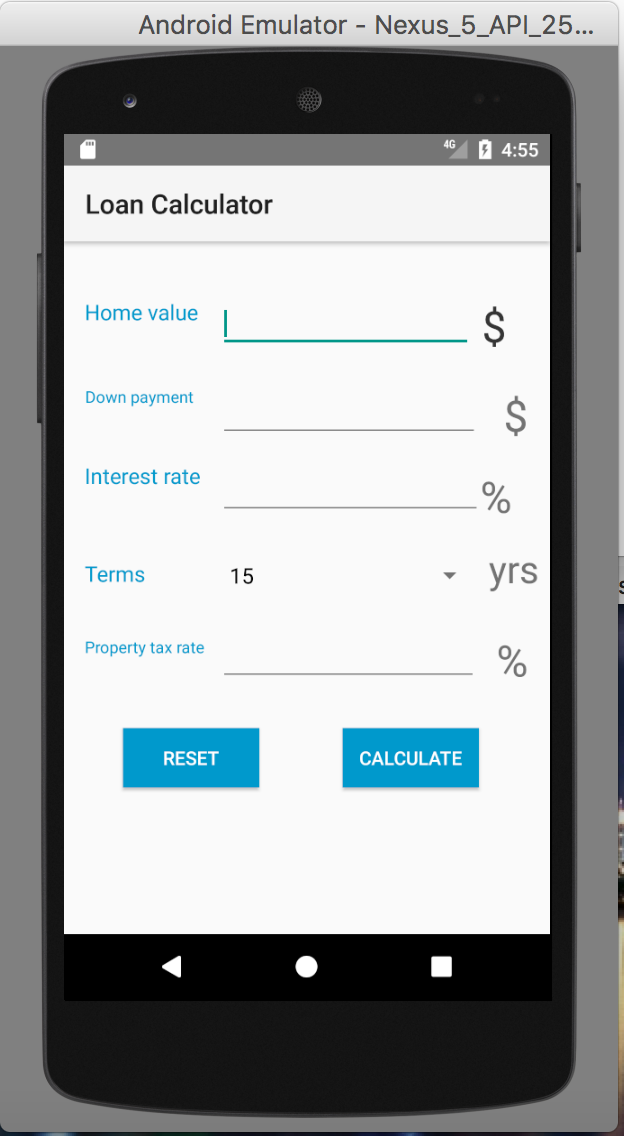 Android Emulator - Nexus_5_API_25...
4G 4:55
Loan Calculator
Home value $
Down payment $
Interest rate %
Terms 15 yrs
Property tax rate %
RESET CALCULATE